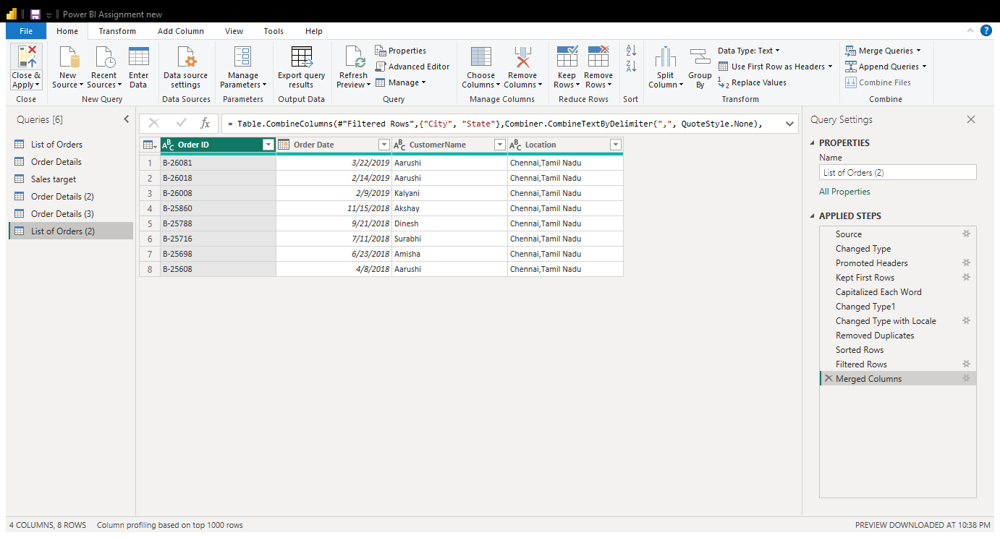 Power BI Assignment new
File Home Transform Add Column View Tools Help
Close & Apply
New Source
Recent Sources
Enter Data
Data source settings
Manage Parameters
Export query results
Refresh Preview
Properties
Advanced Editor
Manage
Choose Columns
Remove Columns
Keep Rows
Remove Rows
Split Column
Group By
Data Type: Text
Use First Row as Headers
Replace Values
Merge Queries
Append Queries
Combine Files
Close New Query Data Sources Parameters Output Data Query Manage Columns Reduce Rows Sort Transform Combine
Queries [6]
List of Orders
Order Details
Sales target
Order Details (2)
Order Details (3)
List of Orders (2)
fx = Table.CombineColumns(#"Filtered Rows",{"City", "State"},Combiner.CombineTextByDelimiter(",", QuoteStyle.None),
Order ID Order Date CustomerName Location
1 B-26081 3/22/2019 Aarushi Chennai,Tamil Nadu
2 B-26018 2/14/2019 Aarushi Chennai,Tamil Nadu
3 B-26008 2/9/2019 Kalyani Chennai,Tamil Nadu
4 B-25860 11/15/2018 Akshay Chennai,Tamil Nadu
5 B-25788 9/21/2018 Dinesh Chennai,Tamil Nadu
6 B-25716 7/11/2018 Surabhi Chennai,Tamil Nadu
7 B-25698 6/23/2018 Amisha Chennai,Tamil Nadu
8 B-25608 4/8/2018 Aarushi Chennai,Tamil Nadu
Query Settings
PROPERTIES
Name
List of Orders (2)
All Properties
APPLIED STEPS
Source
Changed Type
Promoted Headers
Kept First Rows
Capitalized Each Word
Changed Type1
Changed Type with Locale
Removed Duplicates
Sorted Rows
Filtered Rows
Merged Columns
4 COLUMNS, 8 ROWS Column profiling based on top 1000 rows
PREVIEW DOWNLOADED AT 10:38 PM